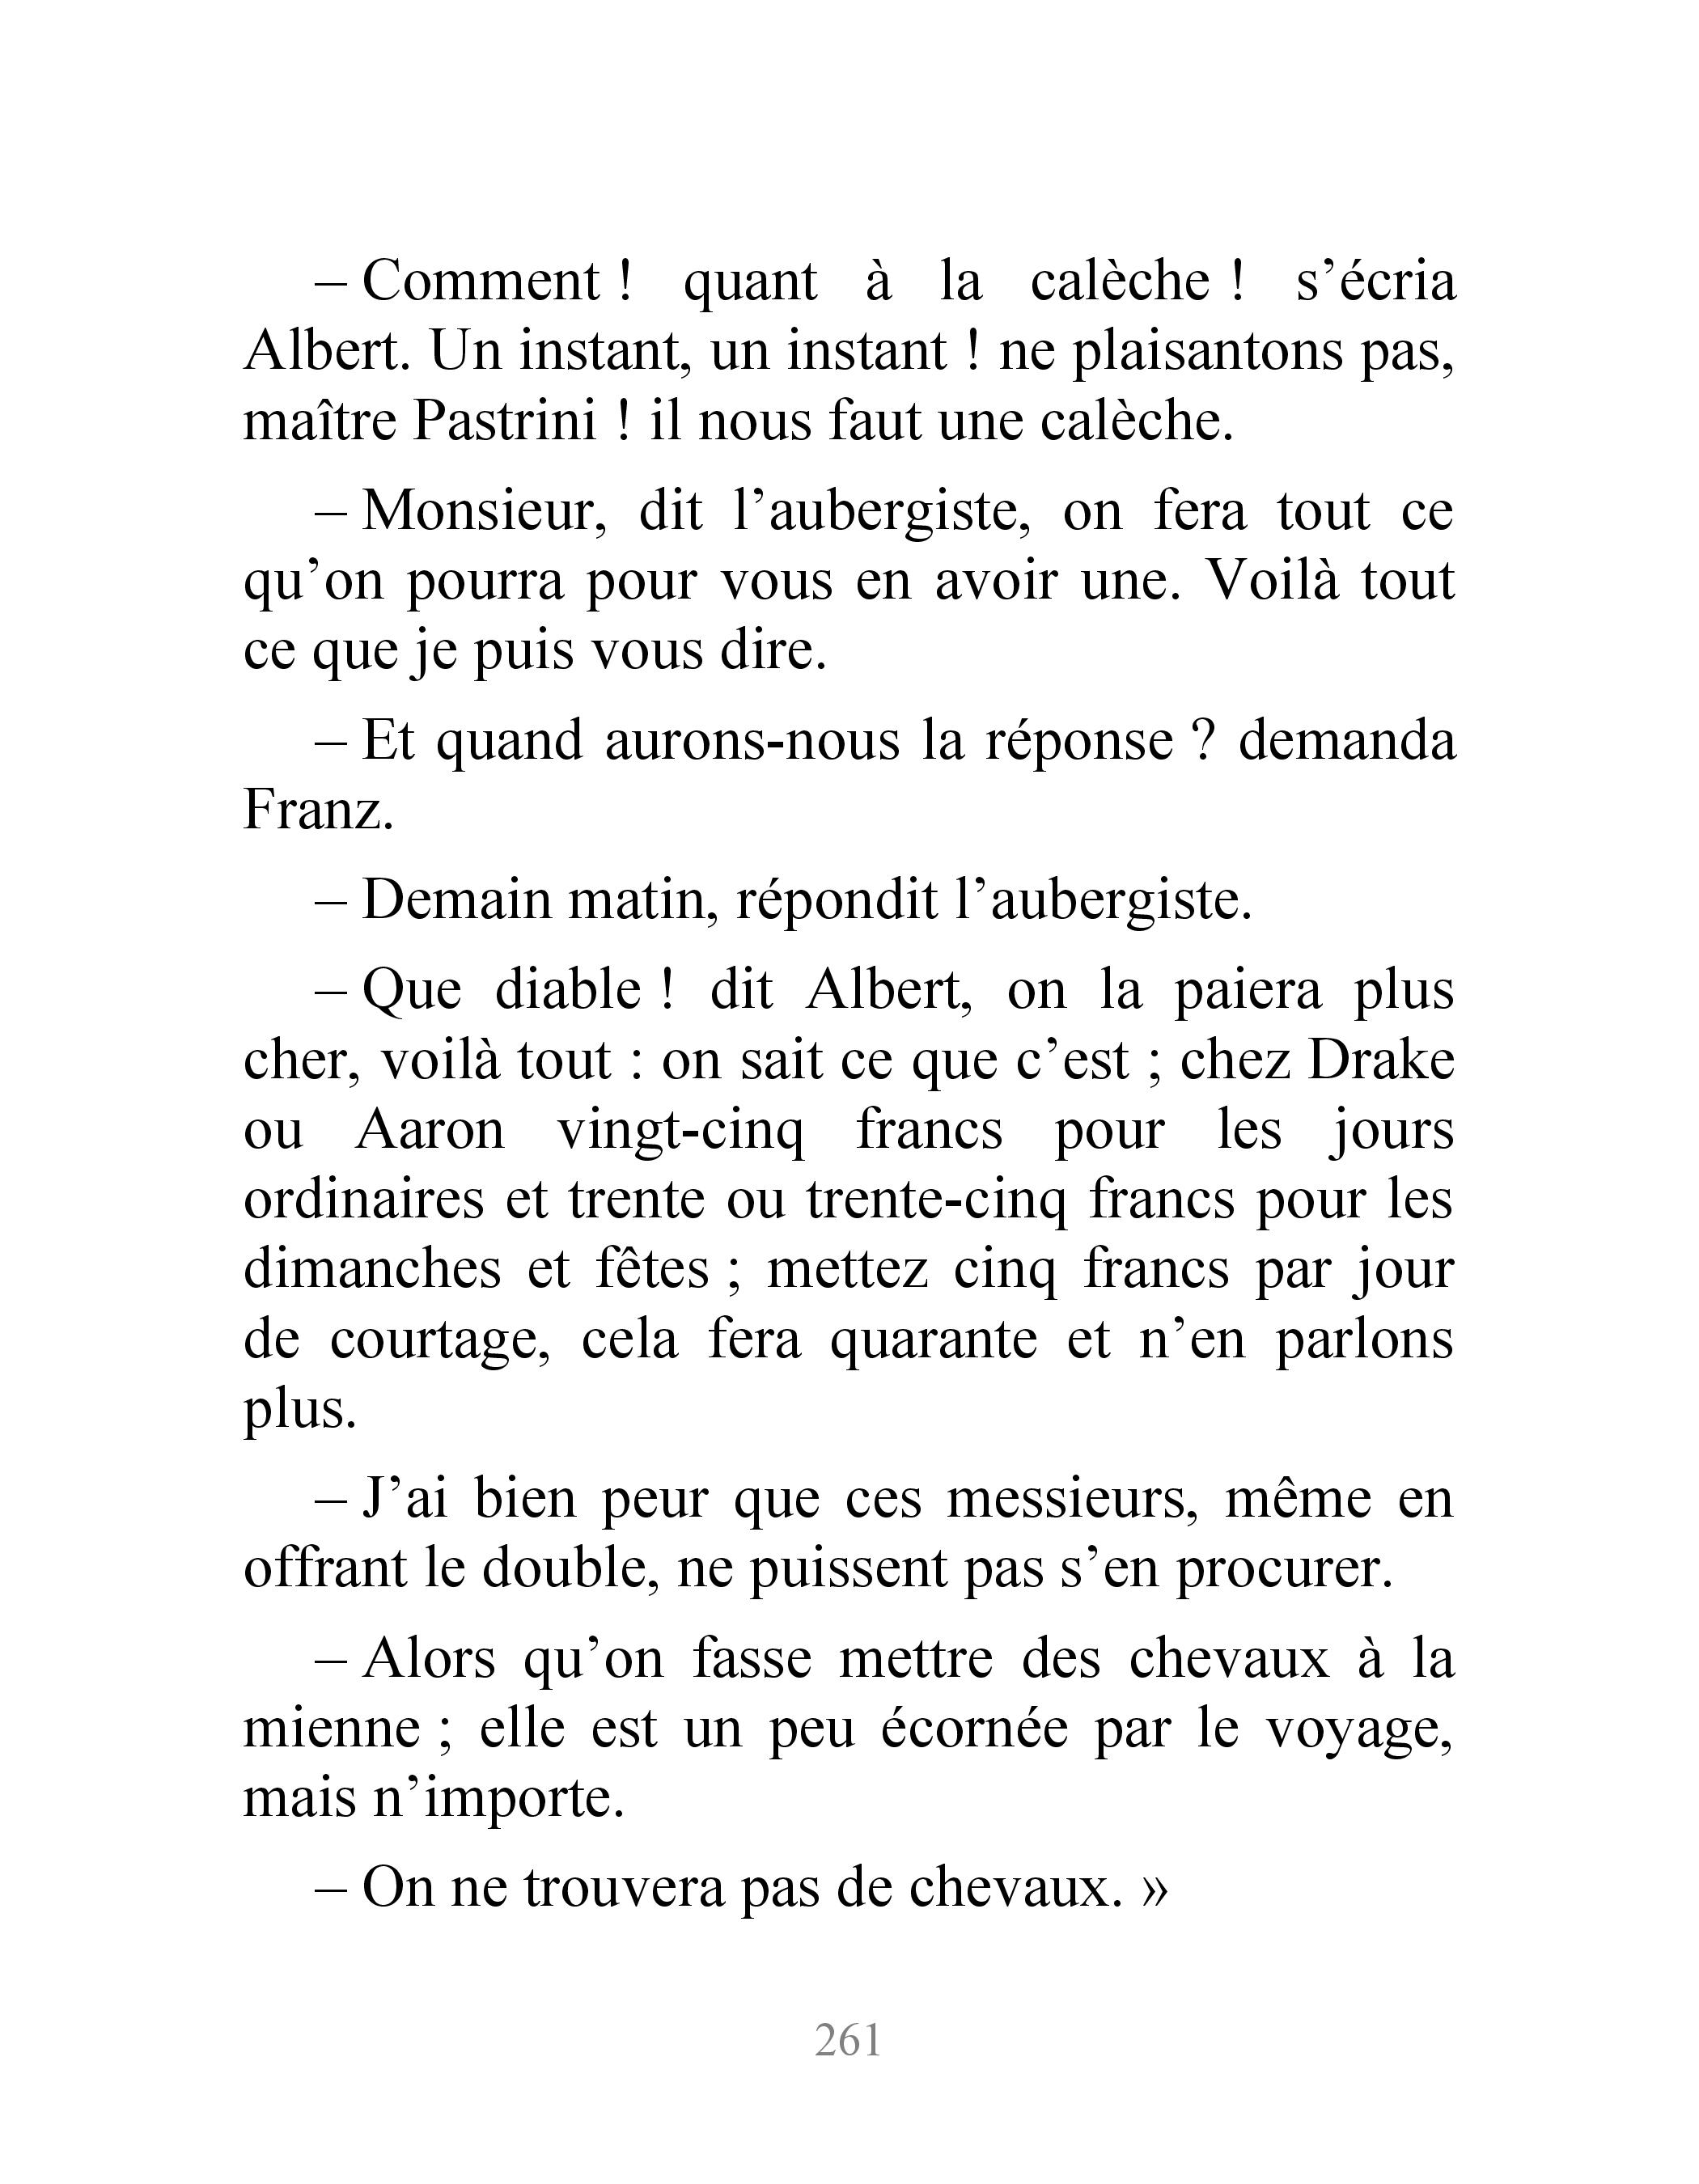 – Comment ! quant à la calèche ! s’écria
Albert. Un instant, un instant ! ne plaisantons pas,
maître Pastrini ! il nous faut une calèche.
– Monsieur, dit l’aubergiste, on fera tout ce
qu’on pourra pour vous en avoir une. Voilà tout
ce que je puis vous dire.
– Et quand aurons-nous la réponse ? demanda
Franz.
– Demain matin, répondit l’aubergiste.
– Que diable ! dit Albert, on la paiera plus
cher, voilà tout : on sait ce que c’est ; chez Drake
ou Aaron vingt-cinq francs pour les jours
ordinaires et trente ou trente-cinq francs pour les
dimanches et fêtes ; mettez cinq francs par jour
de courtage, cela fera quarante et n’en parlons
plus.
– J’ai bien peur que ces messieurs, même en
offrant le double, ne puissent pas s’en procurer.
– Alors qu’on fasse mettre des chevaux à la
mienne ; elle est un peu écornée par le voyage,
mais n’importe.
– On ne trouvera pas de chevaux. »
261